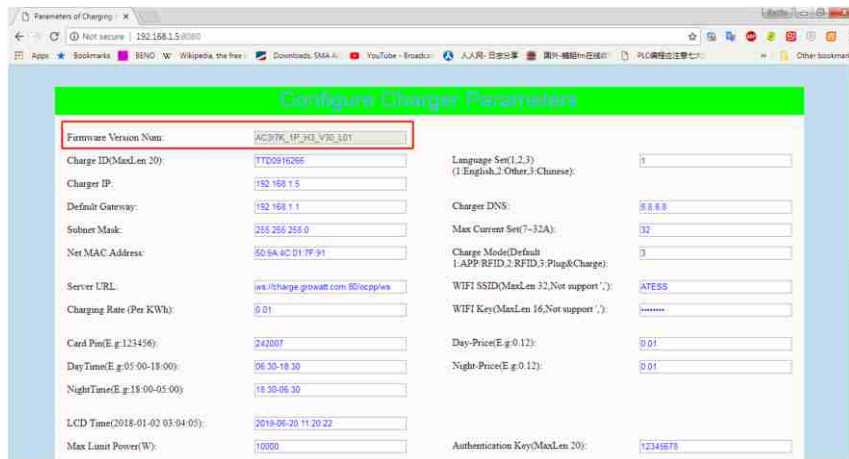 Parameters of Charging
Not secure | 192.168.1.5:8080
Apps Bookmarks BENO Wikipedia, the free Downloads, SMA A YouTube - Broadca PLC Other bookmark
Configure Charger Parameters
Firmware Version Num: AC3/7K_1P_H3_V30_L01
Charge ID(MaxLen 20): TTD0916266 Language Set(1,2,3) 1
(1:English,2:Other,3:Chinese):
Charger IP: 192.168.1.5
Default Gateway: 192.168.1.1 Charger DNS: 8.8.8.8
Subnet Mask: 255.255.255.0 Max Current Set(7~32A): 32
Net MAC Address: 50:9A:4C:01:7F:91 Charge Mode(Default 3
1:APP/RFID,2:RFID,3:Plug&Charge):
Server URL: ws://charge.growatt.com:80/ocpp/ws WIFI SSID(MaxLen 32,Not support ','): ATESS
Charging Rate (Per KWh): 0.01 WIFI Key(MaxLen 16,Not support ','): ••••••••
Card Pin(E.g:123456): 242007 Day-Price(E.g:0.12): 0.01
DayTime(E.g:05:00-18:00): 06:30-18:30 Night-Price(E.g:0.12): 0.01
NightTime(E.g:18:00-05:00): 18:30-06:30
LCD Time(2018-01-02 03:04:05): 2019-06-20 11:20:22
Max Limit Power(W): 10000 Authentication Key(MaxLen 20): 12345678